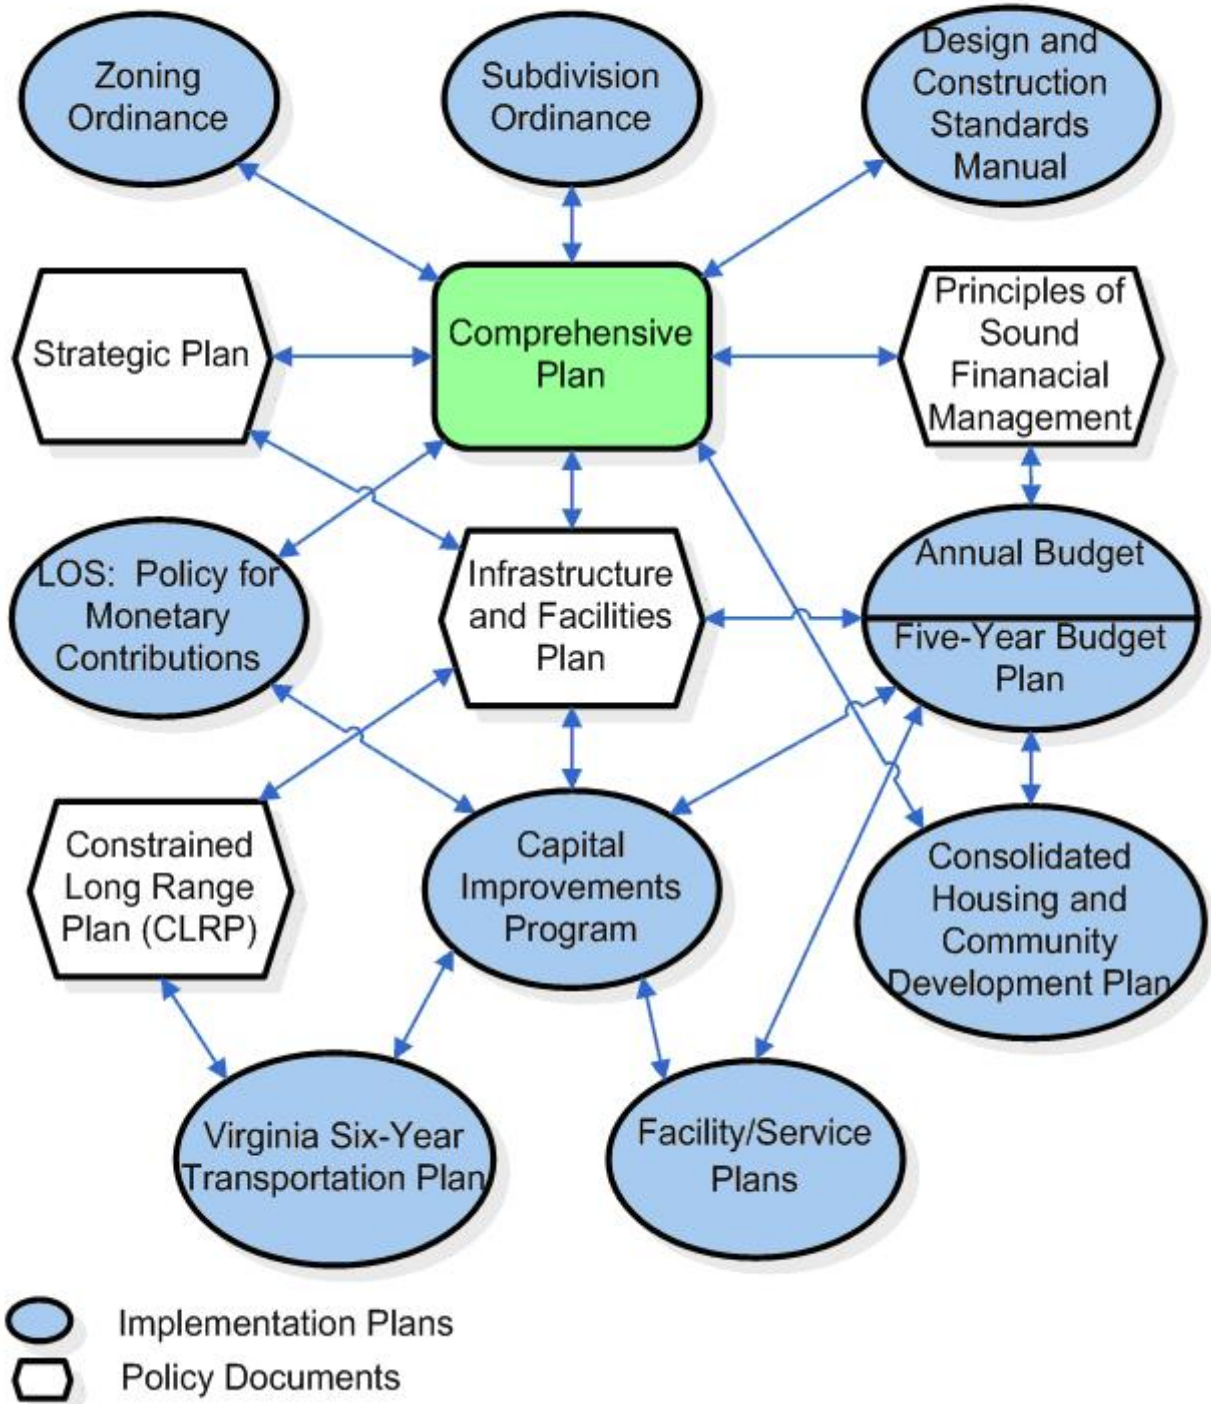 Zoning
Ordinance
Subdivision
Ordinance
Design and
Construction
Standards
Manual
Strategic Plan
Comprehensive
Plan
Principles of
Sound
Finanacial
Management
LOS:  Policy for
Monetary
Contributions
Infrastructure
and Facilities
Plan
Annual Budget
Five-Year Budget
Plan
Constrained
Long Range
Plan (CLRP)
Capital
Improvements
Program
Consolidated
Housing and
Community
Development Plan
Virginia Six-Year
Transportation Plan
Facility/Service
Plans
Implementation Plans
Policy Documents